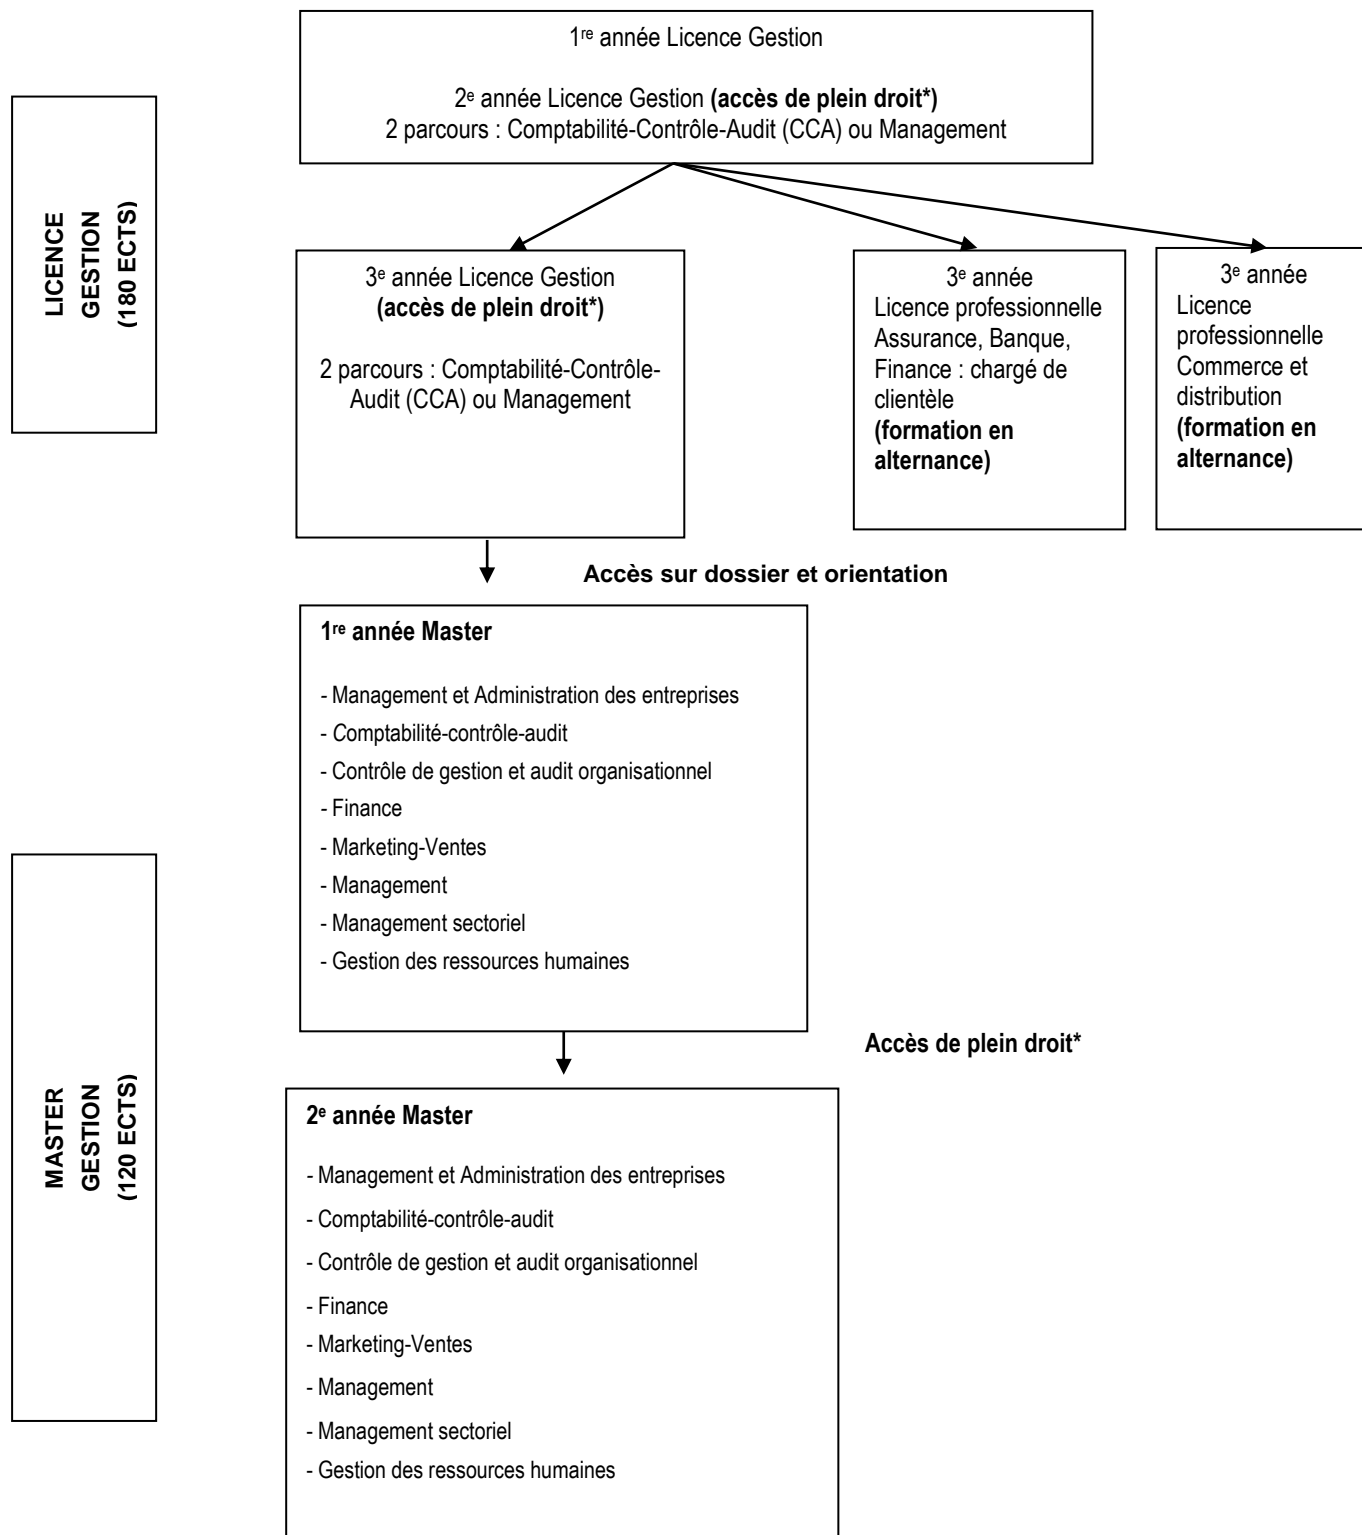 1re année Licence Gestion
2e année Licence Gestion (accès de plein droit*)
2 parcours : Comptabilité-Contrôle-Audit (CCA) ou Management
LICENCE
GESTION
(180 ECTS)
3e année Licence Gestion
(accès de plein droit*)
2 parcours : Comptabilité-Contrôle-
Audit (CCA) ou Management
3e année
Licence professionnelle
Assurance, Banque,
Finance : chargé de
clientèle
(formation en
alternance)
3e année
Licence
professionnelle
Commerce et
distribution
(formation en
alternance)
Accès sur dossier et orientation
1re année Master
- Management et Administration des entreprises
- Comptabilité-contrôle-audit
- Contrôle de gestion et audit organisationnel
- Finance
- Marketing-Ventes
- Management
- Management sectoriel
- Gestion des ressources humaines
MASTER
GESTION
(120 ECTS)
Accès de plein droit*
2e année Master
- Management et Administration des entreprises
- Comptabilité-contrôle-audit
- Contrôle de gestion et audit organisationnel
- Finance
- Marketing-Ventes
- Management
- Management sectoriel
- Gestion des ressources humaines